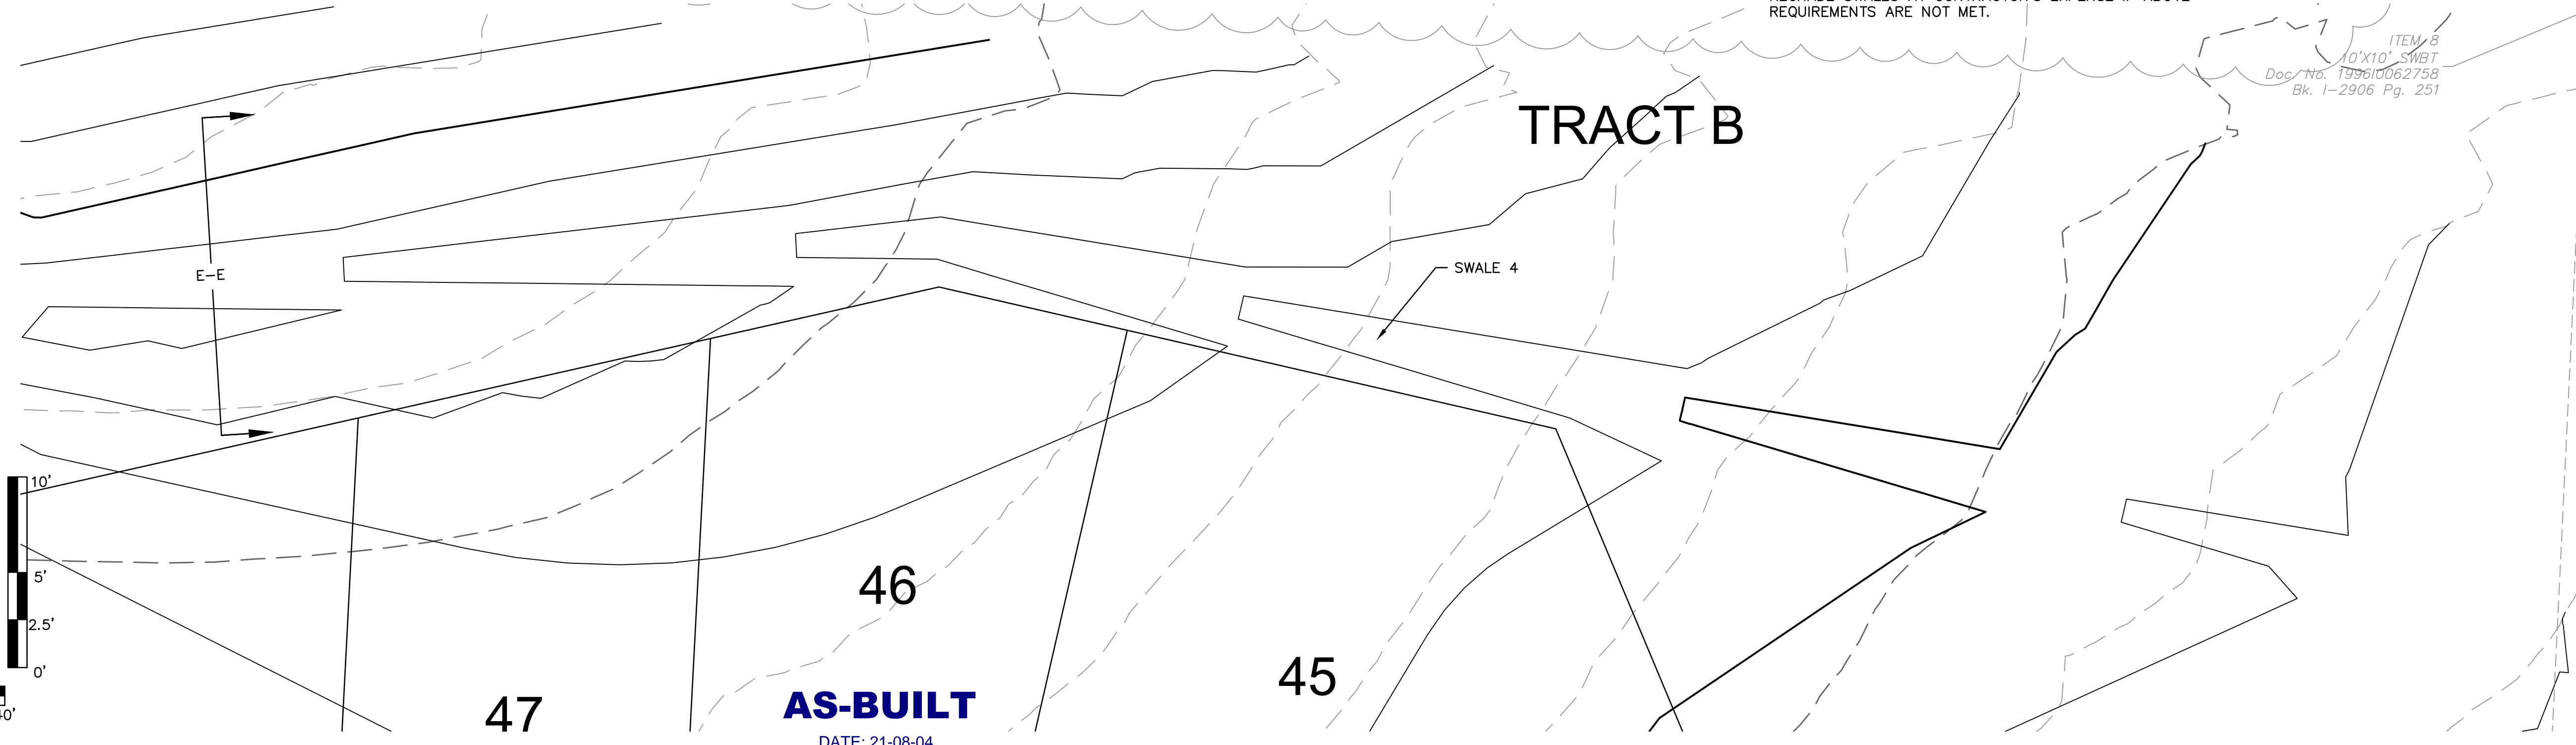 REQUIREMENTS ARE NOT MET.
ITEM 8
10'X10' SWBT
Doc. No. 1996I0062758
Bk. I-2906 Pg. 251
TRACT B
E-E
SWALE 4
10'
5'
2.5'
0'
46
45
47
AS-BUILT
DATE: 21-08-04